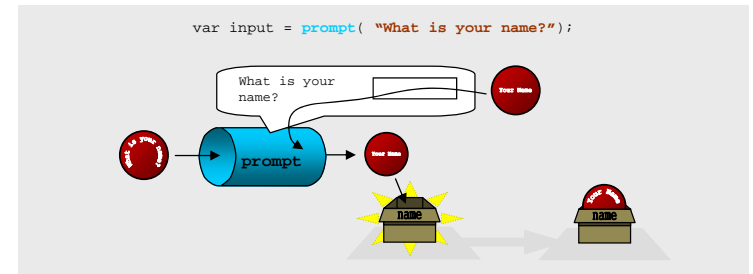 var input = prompt( “What is your name?”);
What is your
name?
Your Name
What is your name?
prompt
Your Name
name
Your Name
name